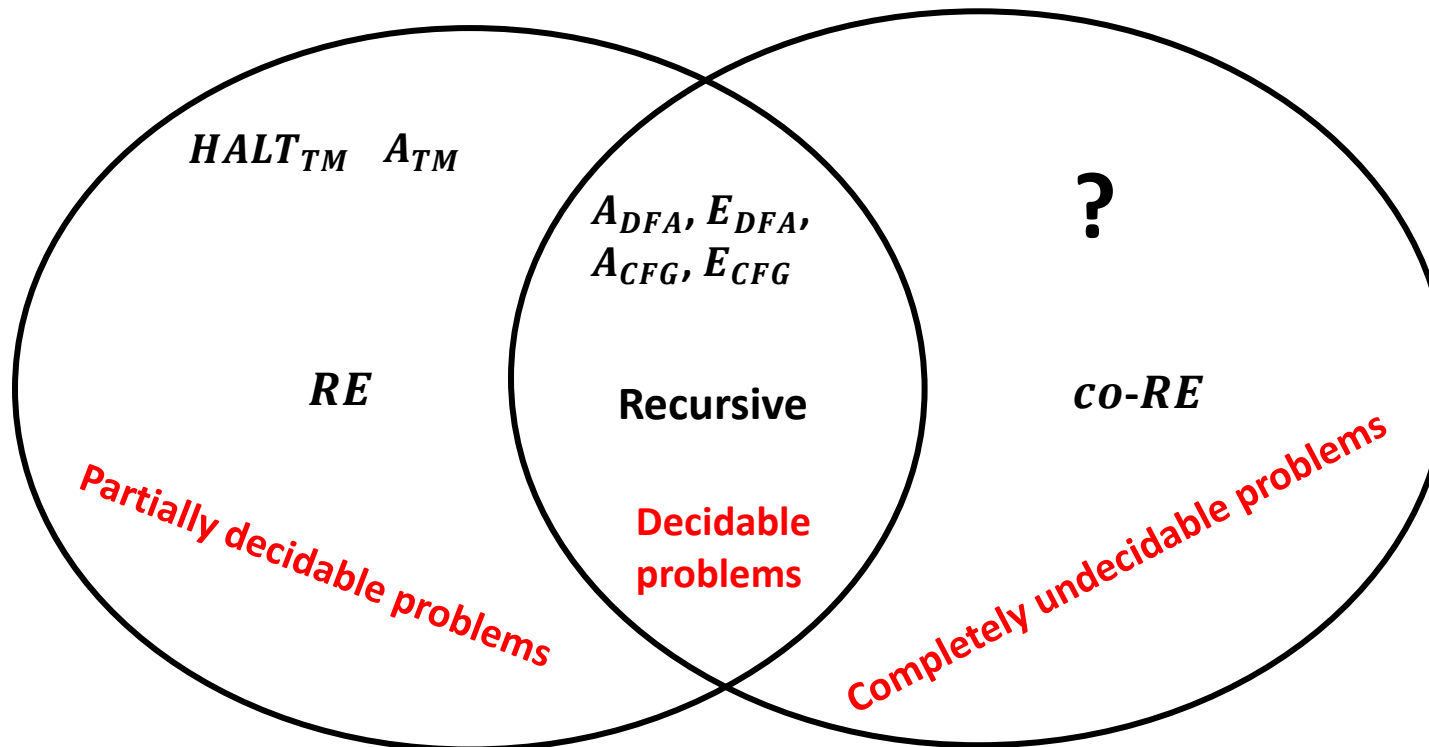 HALT_TM A_TM
?
A_DFA, E_DFA,
A_CFG, E_CFG
RE
Recursive
co-RE
Partially decidable problems
Decidable
problems
Completely undecidable problems